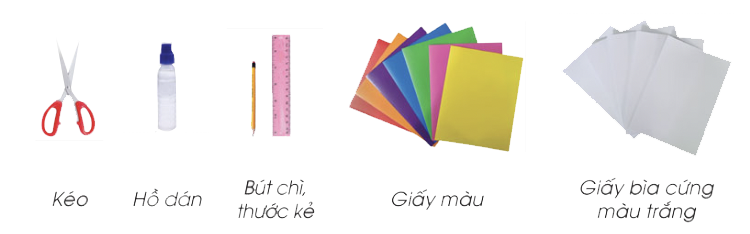 Kéo
Hồ dán
Bút chì,
thước kẻ
Giấy màu
Giấy bìa cứng
màu trắng